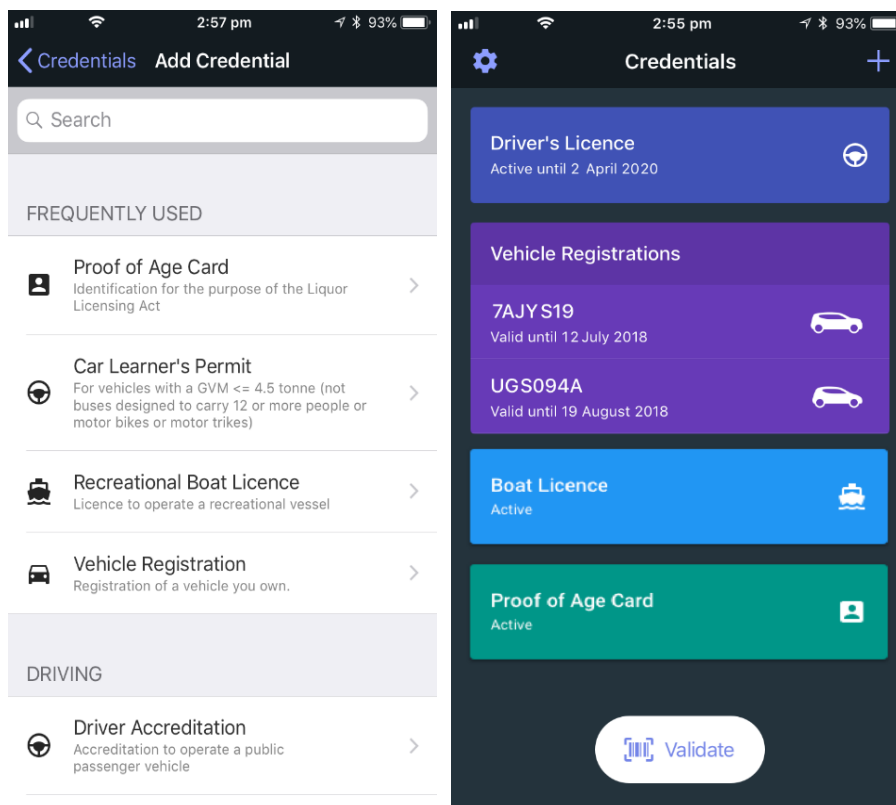 2:57 pm
93%
Credentials
Add Credential
Search
FREQUENTLY USED
Proof of Age Card
Identification for the purpose of the Liquor
Licensing Act
Car Learner's Permit
For vehicles with a GVM <= 4.5 tonne (not
buses designed to carry 12 or more people or
motor bikes or motor trikes)
Recreational Boat Licence
Licence to operate a recreational vessel
Vehicle Registration
Registration of a vehicle you own.
DRIVING
Driver Accreditation
Accreditation to operate a public
passenger vehicle
2:55 pm
93%
Credentials
Driver's Licence
Active until 2 April 2020
Vehicle Registrations
7AJYS19
Valid until 12 July 2018
UGS094A
Valid until 19 August 2018
Boat Licence
Active
Proof of Age Card
Active
Validate